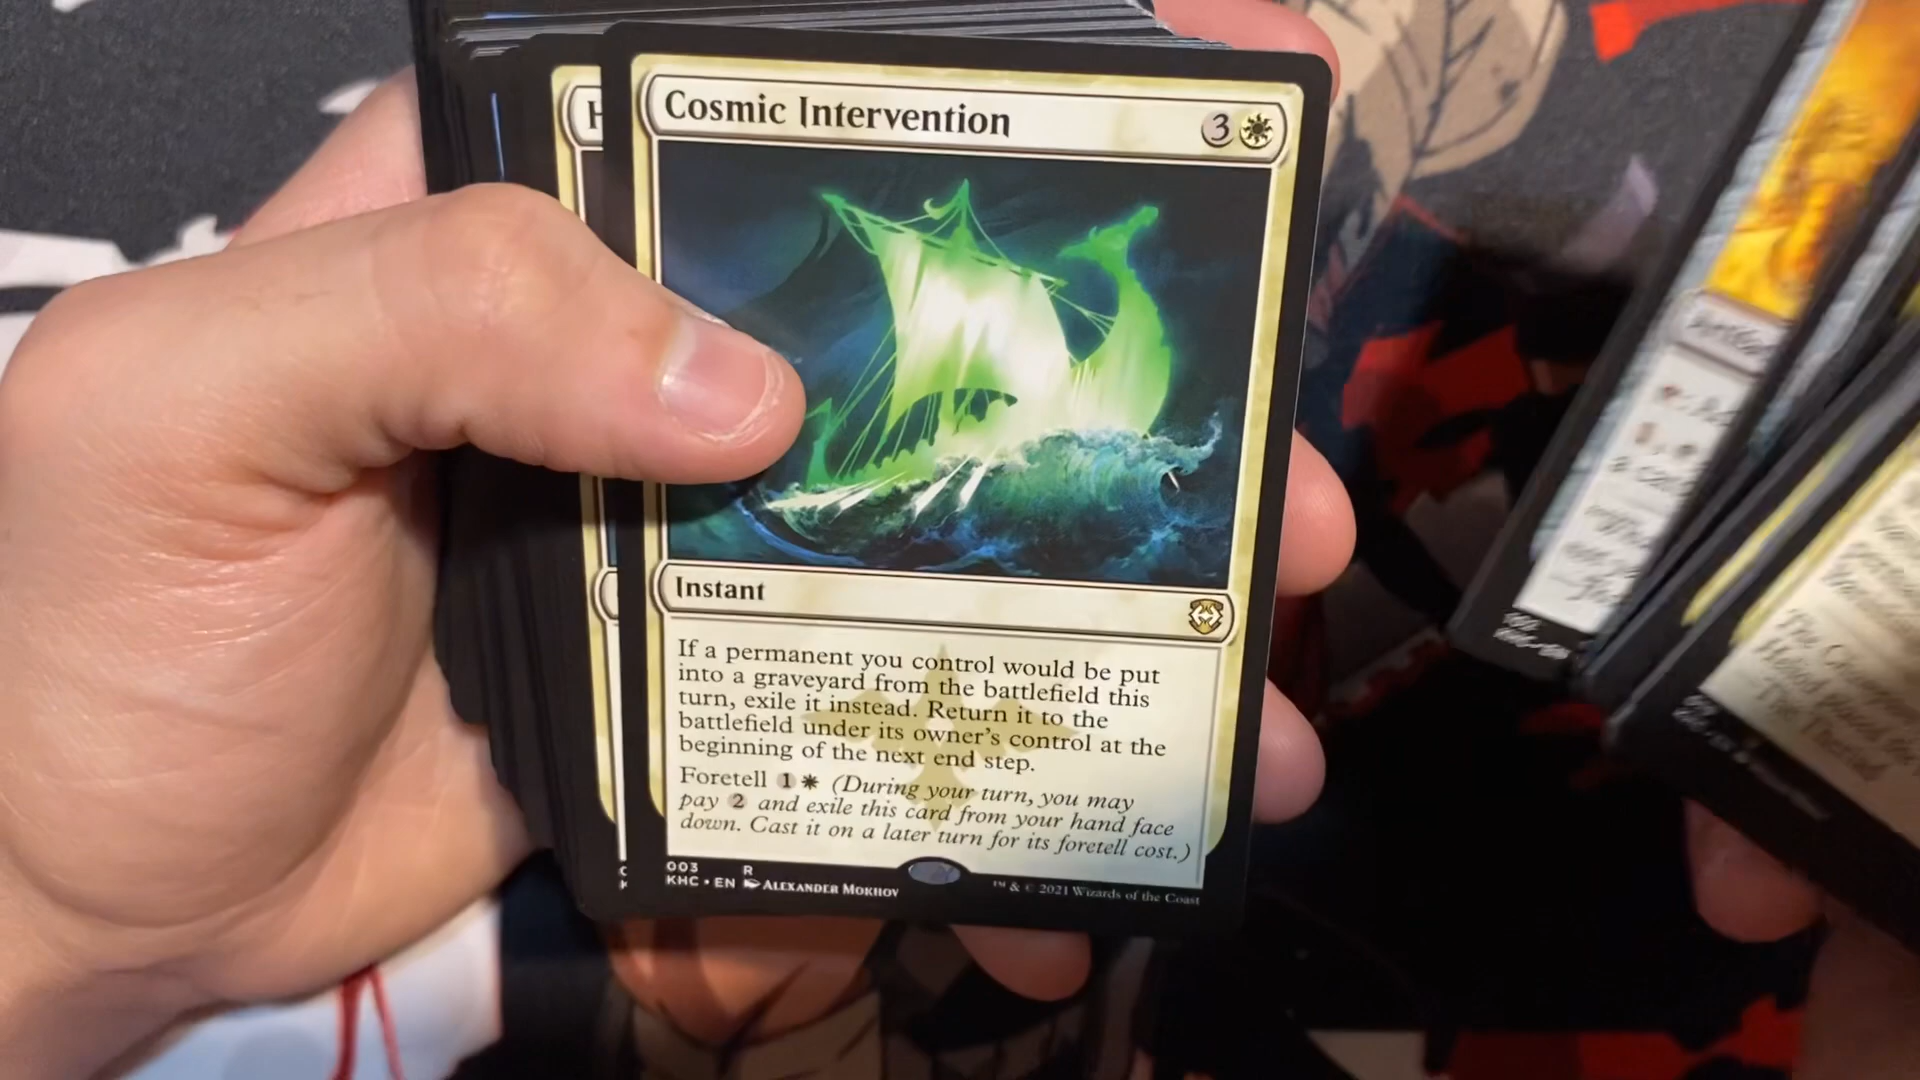 H
Cosmic Intervention
3
Instant
If a permanent you control would be put
into a graveyard from the battlefield this
turn, exile it instead. Return it to the
battlefield under its owner's control at the
beginning of the next end step.
Foretell 1 (During your turn, you may
pay 2 and exile this card from your hand face
down. Cast it on a later turn for its foretell cost.)
003 R
KHC • EN ALEXANDER MOKHOV
™ & © 2021 Wizards of the Coast